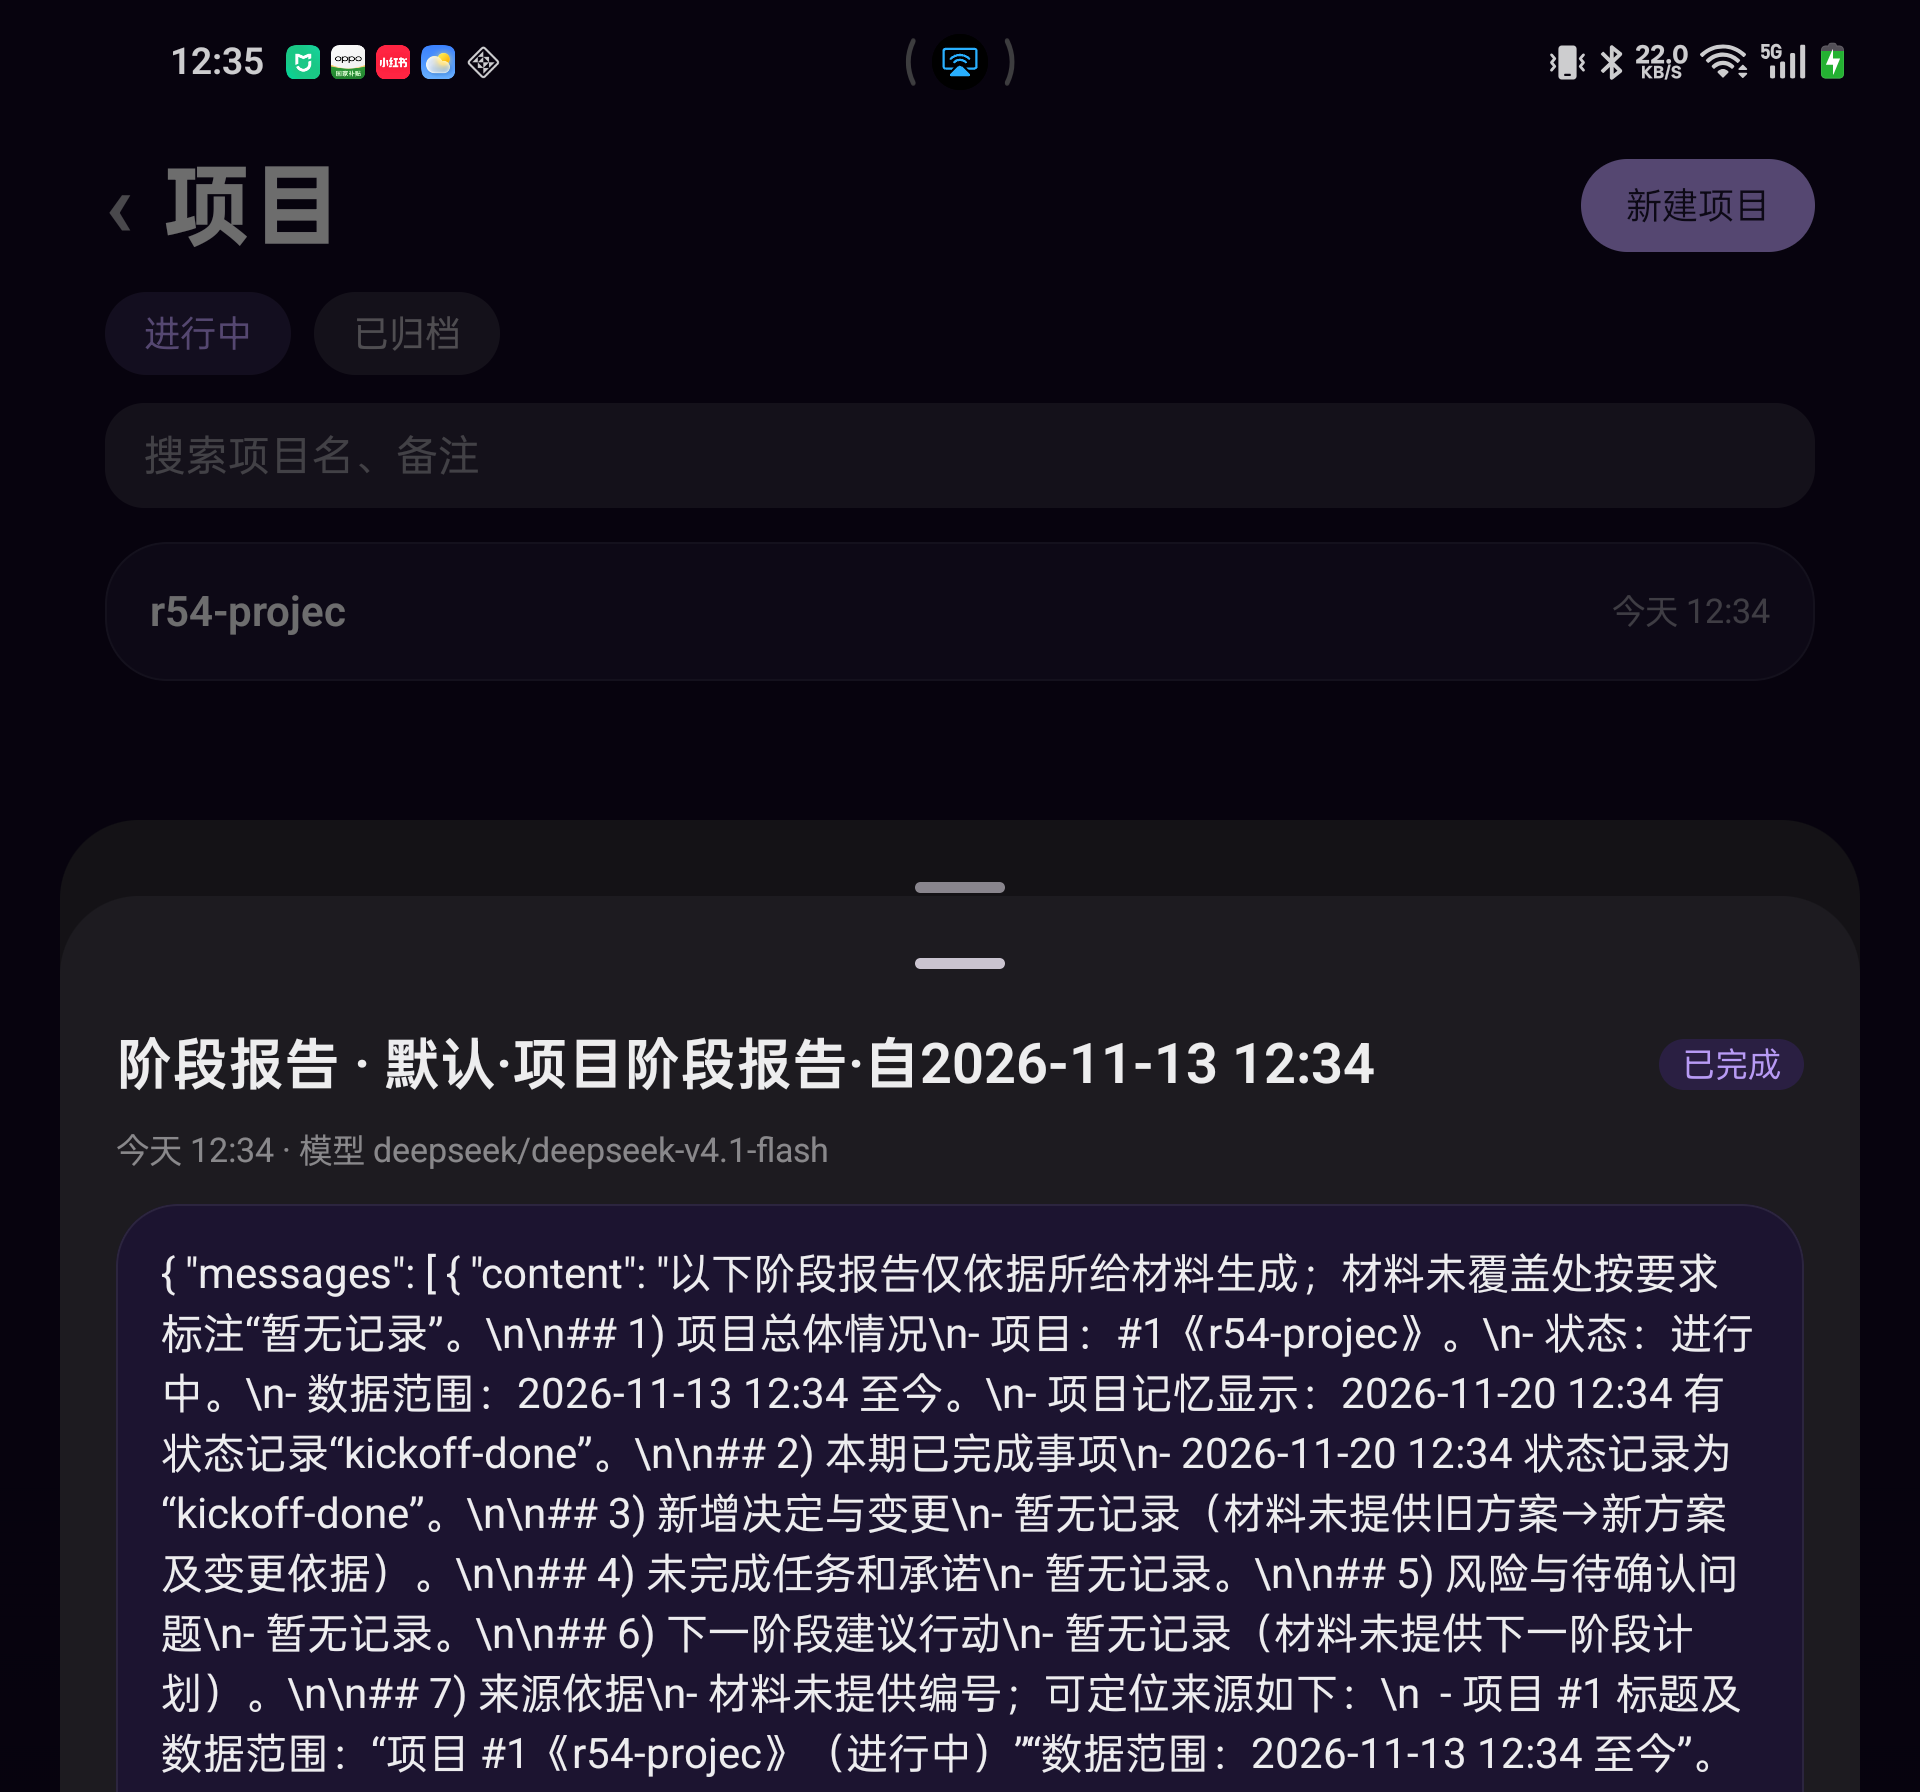 12:35
oppo
国家补贴
小红书
22.0
KB/S
5G
项目
新建项目
进行中
已归档
搜索项目名、备注
r54-projec
今天 12:34
阶段报告 · 默认·项目阶段报告·自2026-11-13 12:34
已完成
今天 12:34 · 模型 deepseek/deepseek-v4.1-flash
{ "messages": [ { "content": "以下阶段报告仅依据所给材料生成；材料未覆盖处按要求
标注“暂无记录”。\n\n## 1) 项目总体情况\n- 项目：#1《r54-projec》。\n- 状态：进行
中。\n- 数据范围：2026-11-13 12:34 至今。\n- 项目记忆显示：2026-11-20 12:34 有
状态记录“kickoff-done”。\n\n## 2) 本期已完成事项\n- 2026-11-20 12:34 状态记录为
“kickoff-done”。\n\n## 3) 新增决定与变更\n- 暂无记录（材料未提供旧方案→新方案
及变更依据）。\n\n## 4) 未完成任务和承诺\n- 暂无记录。\n\n## 5) 风险与待确认问
题\n- 暂无记录。\n\n## 6) 下一阶段建议行动\n- 暂无记录（材料未提供下一阶段计
划）。\n\n## 7) 来源依据\n- 材料未提供编号；可定位来源如下：\n  - 项目 #1 标题及
数据范围：“项目 #1《r54-projec》（进行中）”“数据范围：2026-11-13 12:34 至今”。